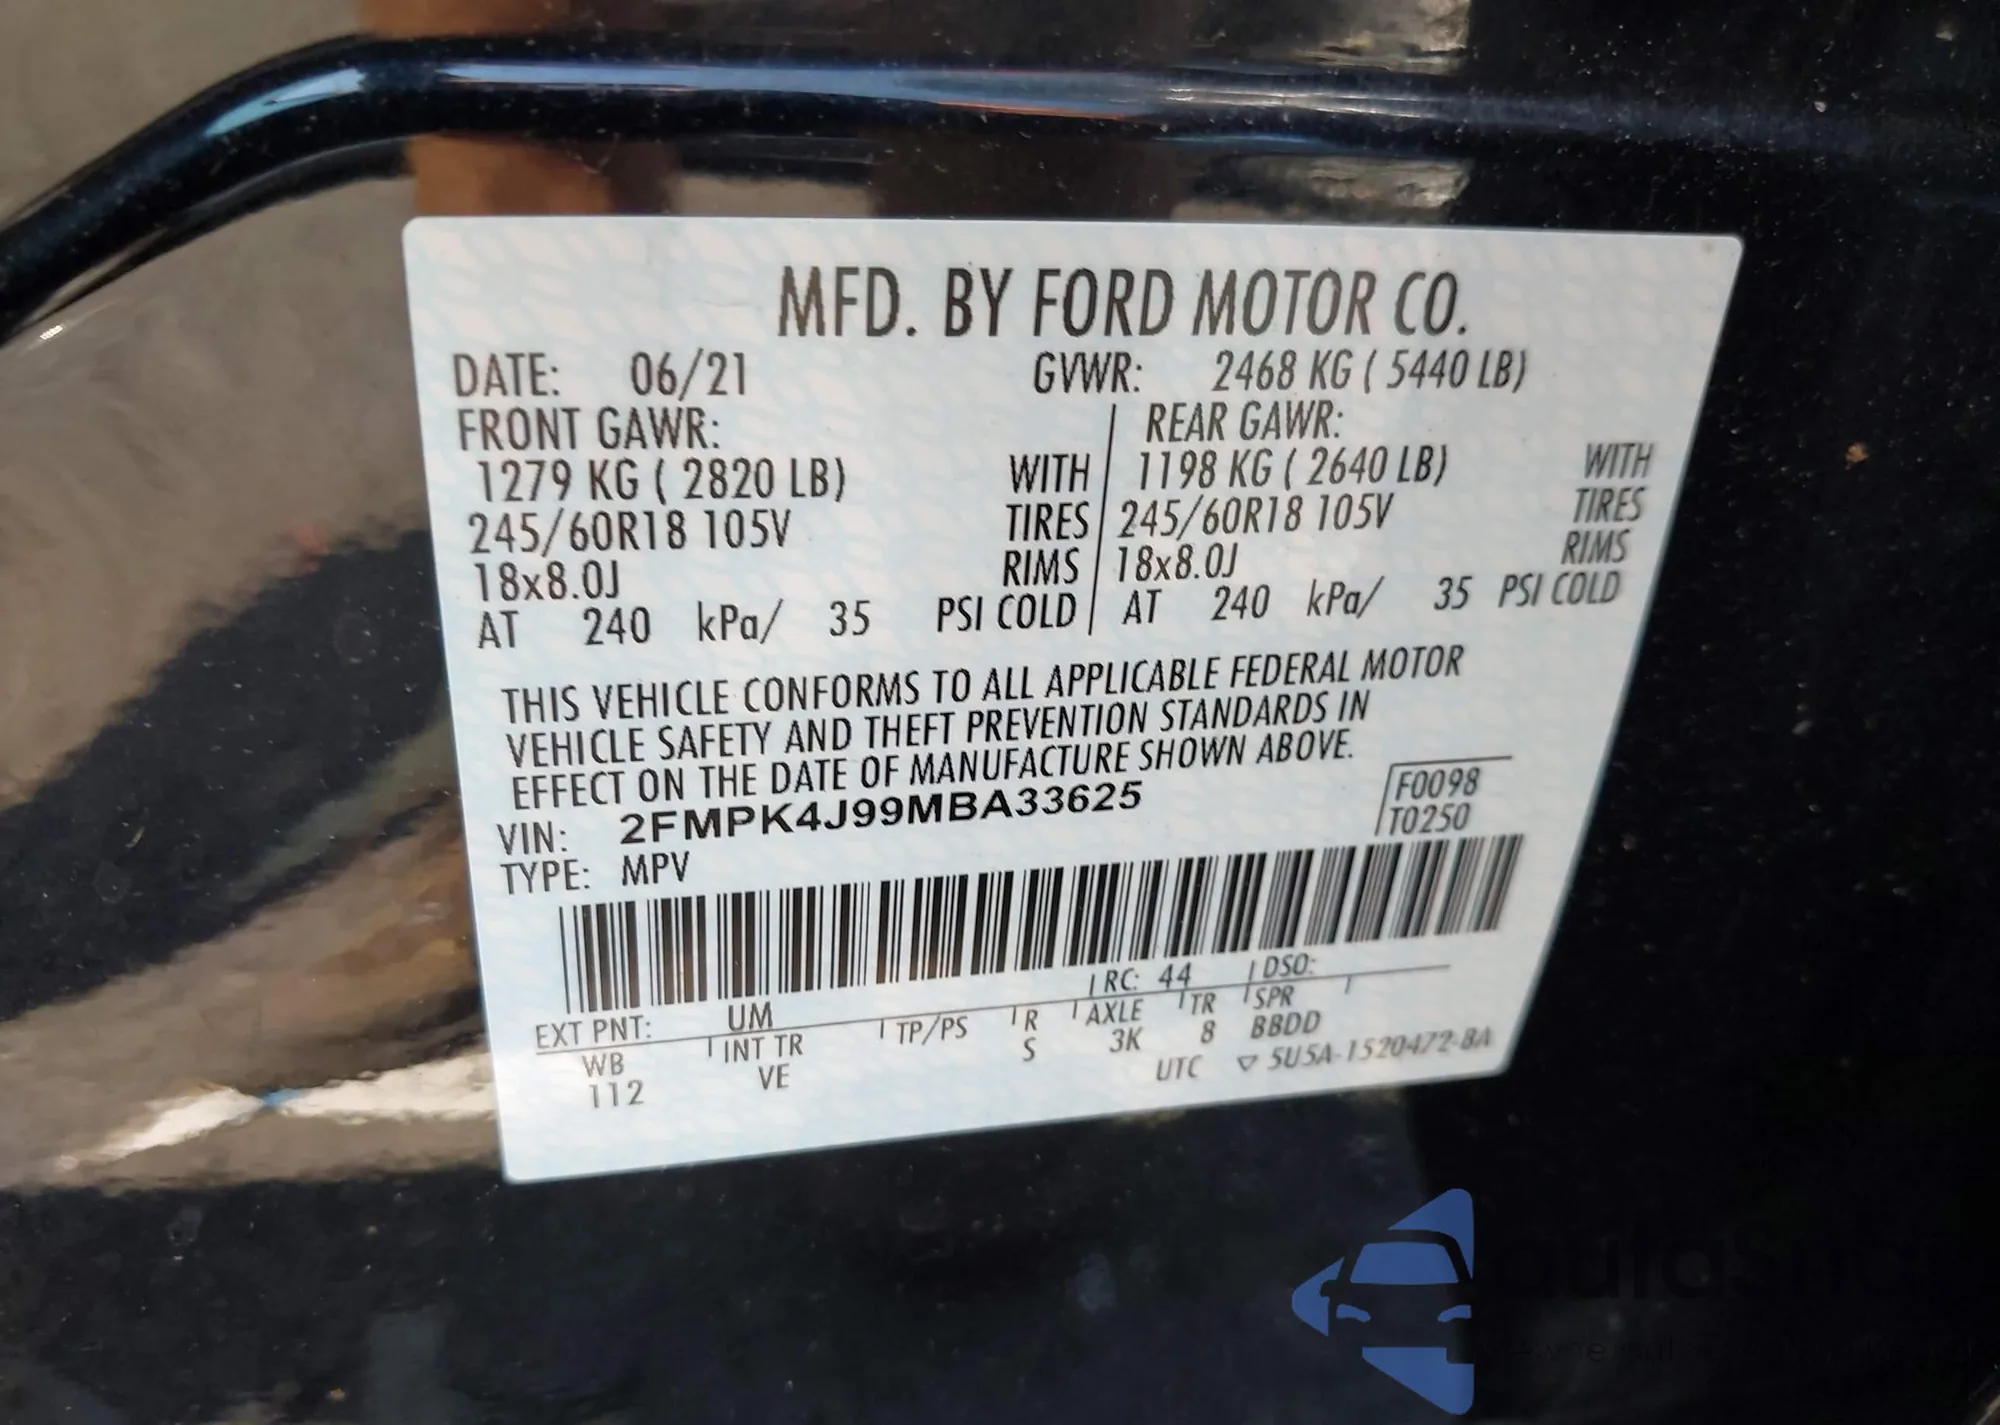 MFD. BY FORD MOTOR CO.
DATE: 06/21 GVWR: 2468 KG ( 5440 LB)
FRONT GAWR: REAR GAWR:
1279 KG ( 2820 LB) WITH 1198 KG ( 2640 LB) WITH
245/60R18 105V TIRES 245/60R18 105V TIRES
18x8.0J RIMS 18x8.0J RIMS
AT 240 kPa/ 35 PSI COLD AT 240 kPa/ 35 PSI COLD
THIS VEHICLE CONFORMS TO ALL APPLICABLE FEDERAL MOTOR
VEHICLE SAFETY AND THEFT PREVENTION STANDARDS IN
EFFECT ON THE DATE OF MANUFACTURE SHOWN ABOVE.
VIN: 2FMPK4J99MBA33625 F0098
TYPE: MPV T0250
RC: 44 DSO:
EXT PNT: UM
WB INT TR TP/PS R AXLE TR SPR
112 VE S 3K 8 BBDD
UTC ▽ 5U5A-1520472-BA